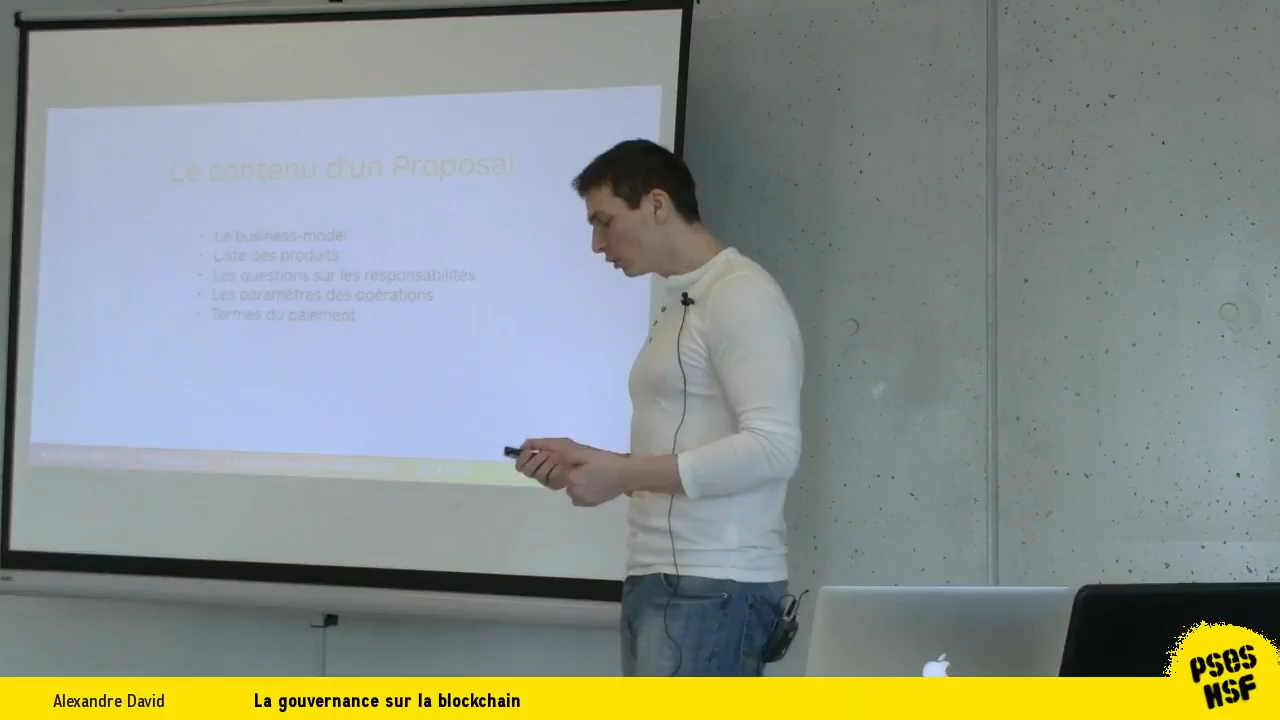 Le contenu d'un Proposal
- Le business-model
- Liste des produits
- Les questions sur les responsabilités
- Les paramètres des opérations
- Termes du paiement
Alexandre David
La gouvernance sur la blockchain
PSES
HSF